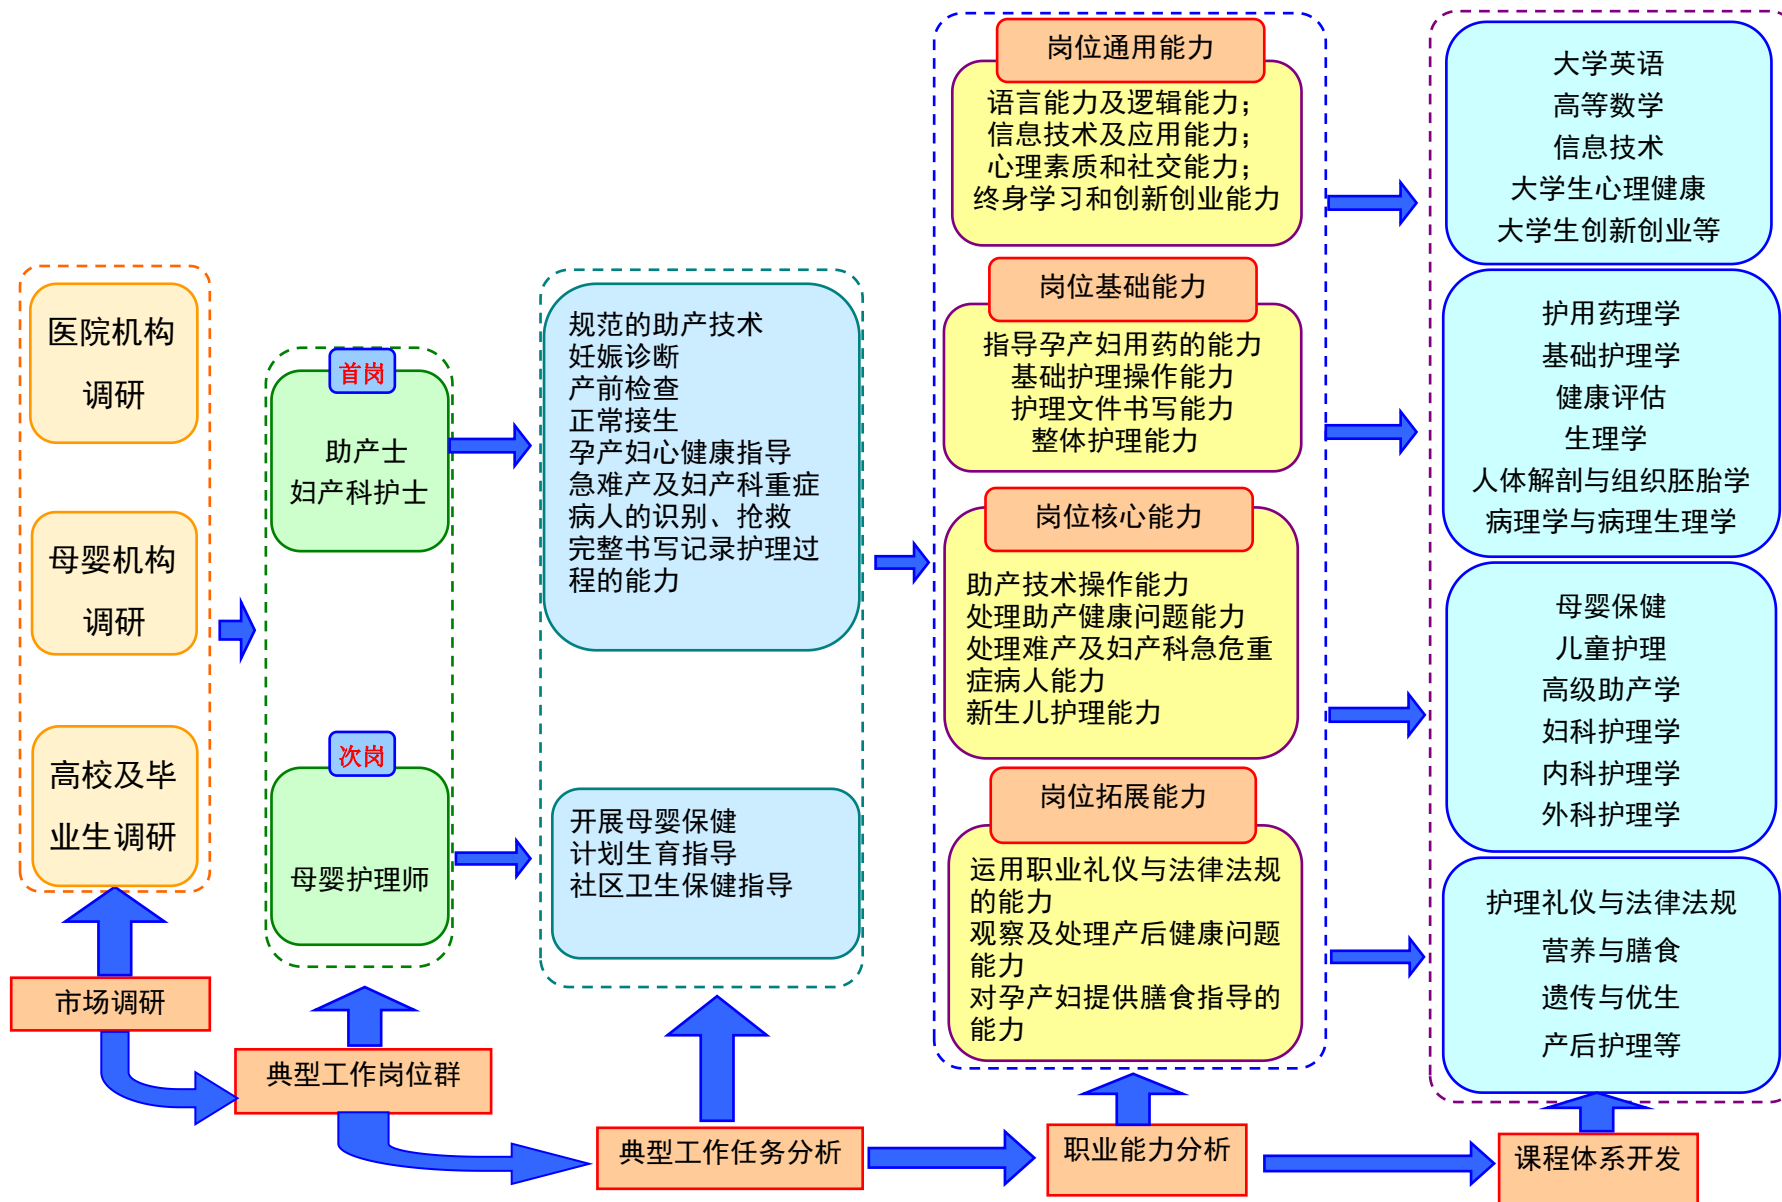 医院机构
调研
母婴机构
调研
高校及毕
业生调研
市场调研
首岗
助产士
妇产科护士
次岗
母婴护理师
典型工作岗位群
规范的助产技术
妊娠诊断
产前检查
正常接生
孕产妇心健康指导
急难产及妇产科重症
病人的识别、抢救
完整书写记录护理过
程的能力
开展母婴保健
计划生育指导
社区卫生保健指导
典型工作任务分析
岗位通用能力
语言能力及逻辑能力；
信息技术及应用能力；
心理素质和社交能力；
终身学习和创新创业能力
岗位基础能力
指导孕产妇用药的能力
基础护理操作能力
护理文件书写能力
整体护理能力
岗位核心能力
助产技术操作能力
处理助产健康问题能力
处理难产及妇产科急危重
症病人能力
新生儿护理能力
岗位拓展能力
运用职业礼仪与法律法规
的能力
观察及处理产后健康问题
能力
对孕产妇提供膳食指导的
能力
职业能力分析
大学英语
高等数学
信息技术
大学生心理健康
大学生创新创业等
护用药理学
基础护理学
健康评估
生理学
人体解剖与组织胚胎学
病理学与病理生理学
母婴保健
儿童护理
高级助产学
妇科护理学
内科护理学
外科护理学
护理礼仪与法律法规
营养与膳食
遗传与优生
产后护理等
课程体系开发